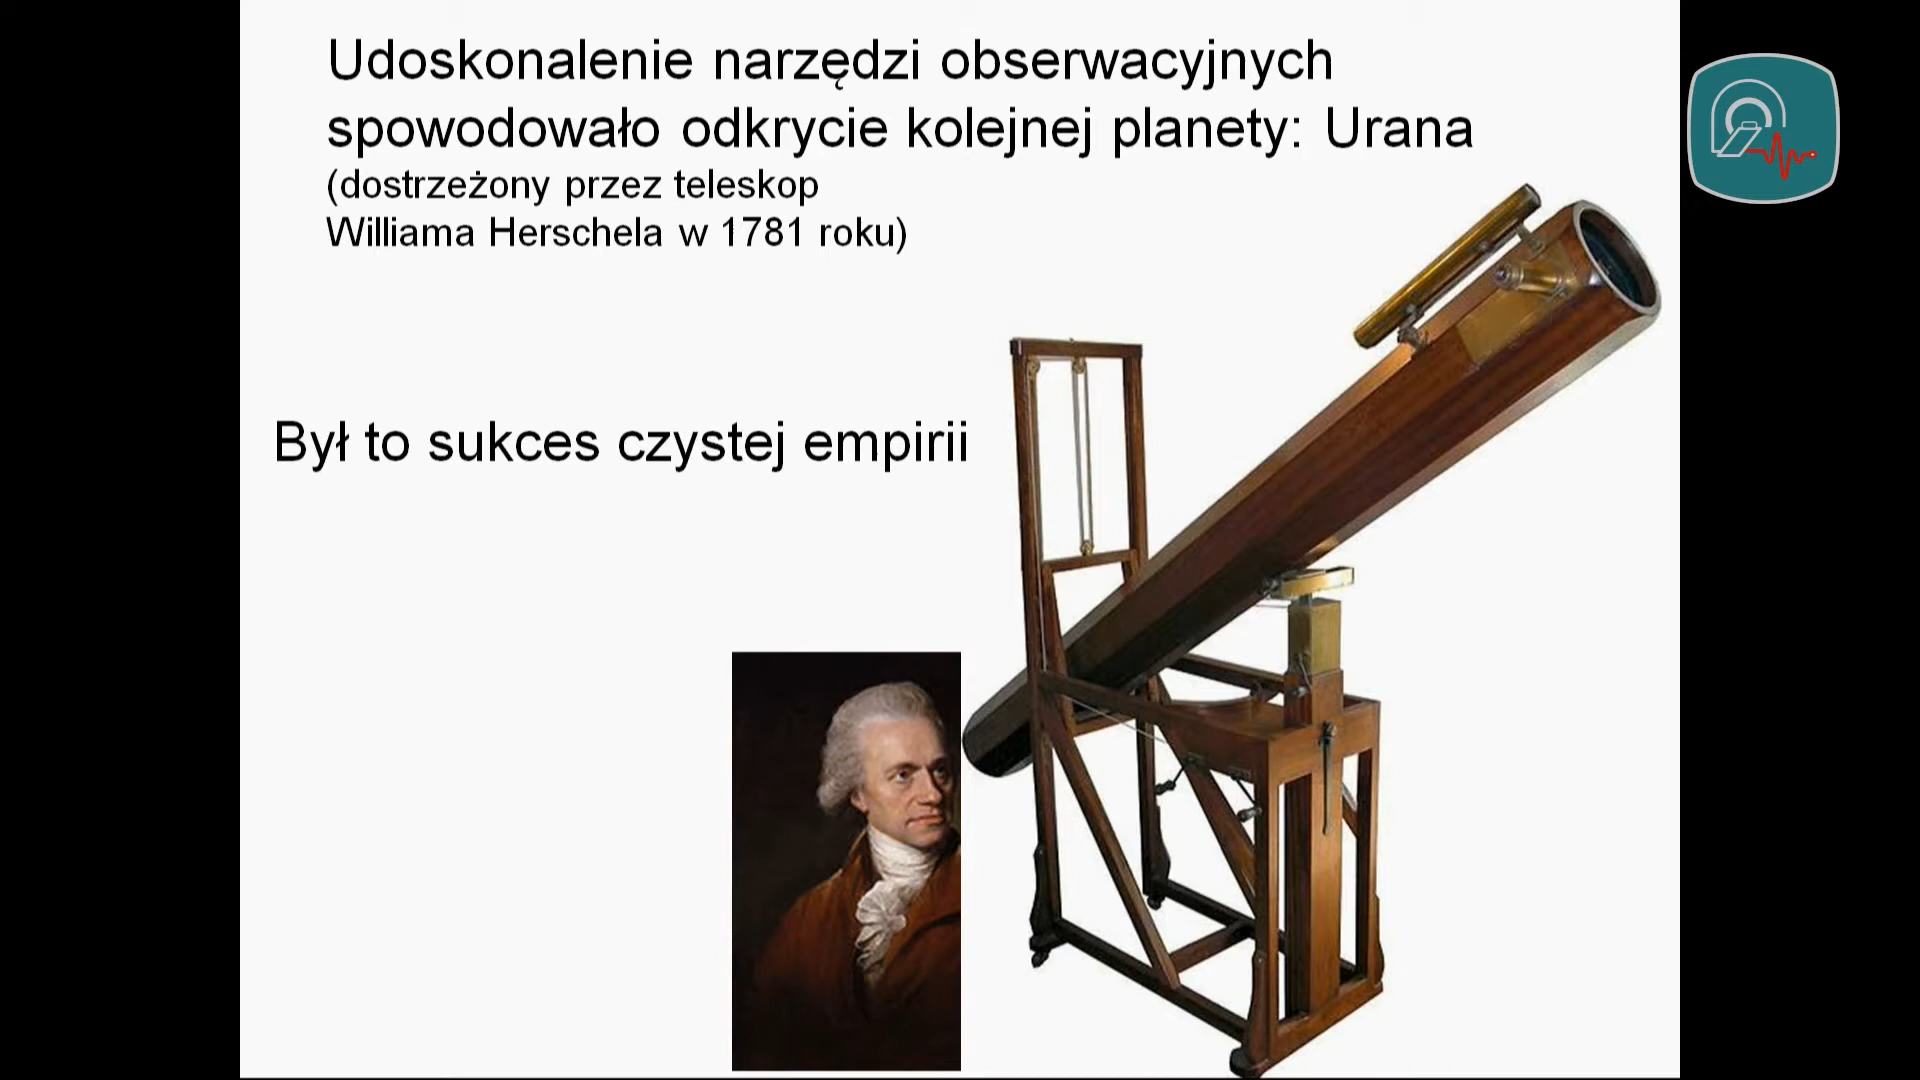 Udoskonalenie narzędzi obserwacyjnych
spowodowało odkrycie kolejnej planety: Urana
(dostrzeżony przez teleskop
Williama Herschela w 1781 roku)
Był to sukces czystej empirii